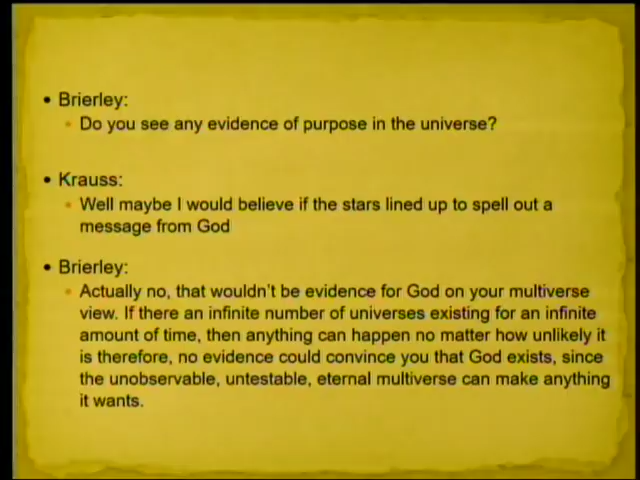 • Brierley:
• Do you see any evidence of purpose in the universe?
• Krauss:
• Well maybe I would believe if the stars lined up to spell out a
message from God
• Brierley:
• Actually no, that wouldn't be evidence for God on your multiverse
view. If there an infinite number of universes existing for an infinite
amount of time, then anything can happen no matter how unlikely it
is therefore, no evidence could convince you that God exists, since
the unobservable, untestable, eternal multiverse can make anything
it wants.